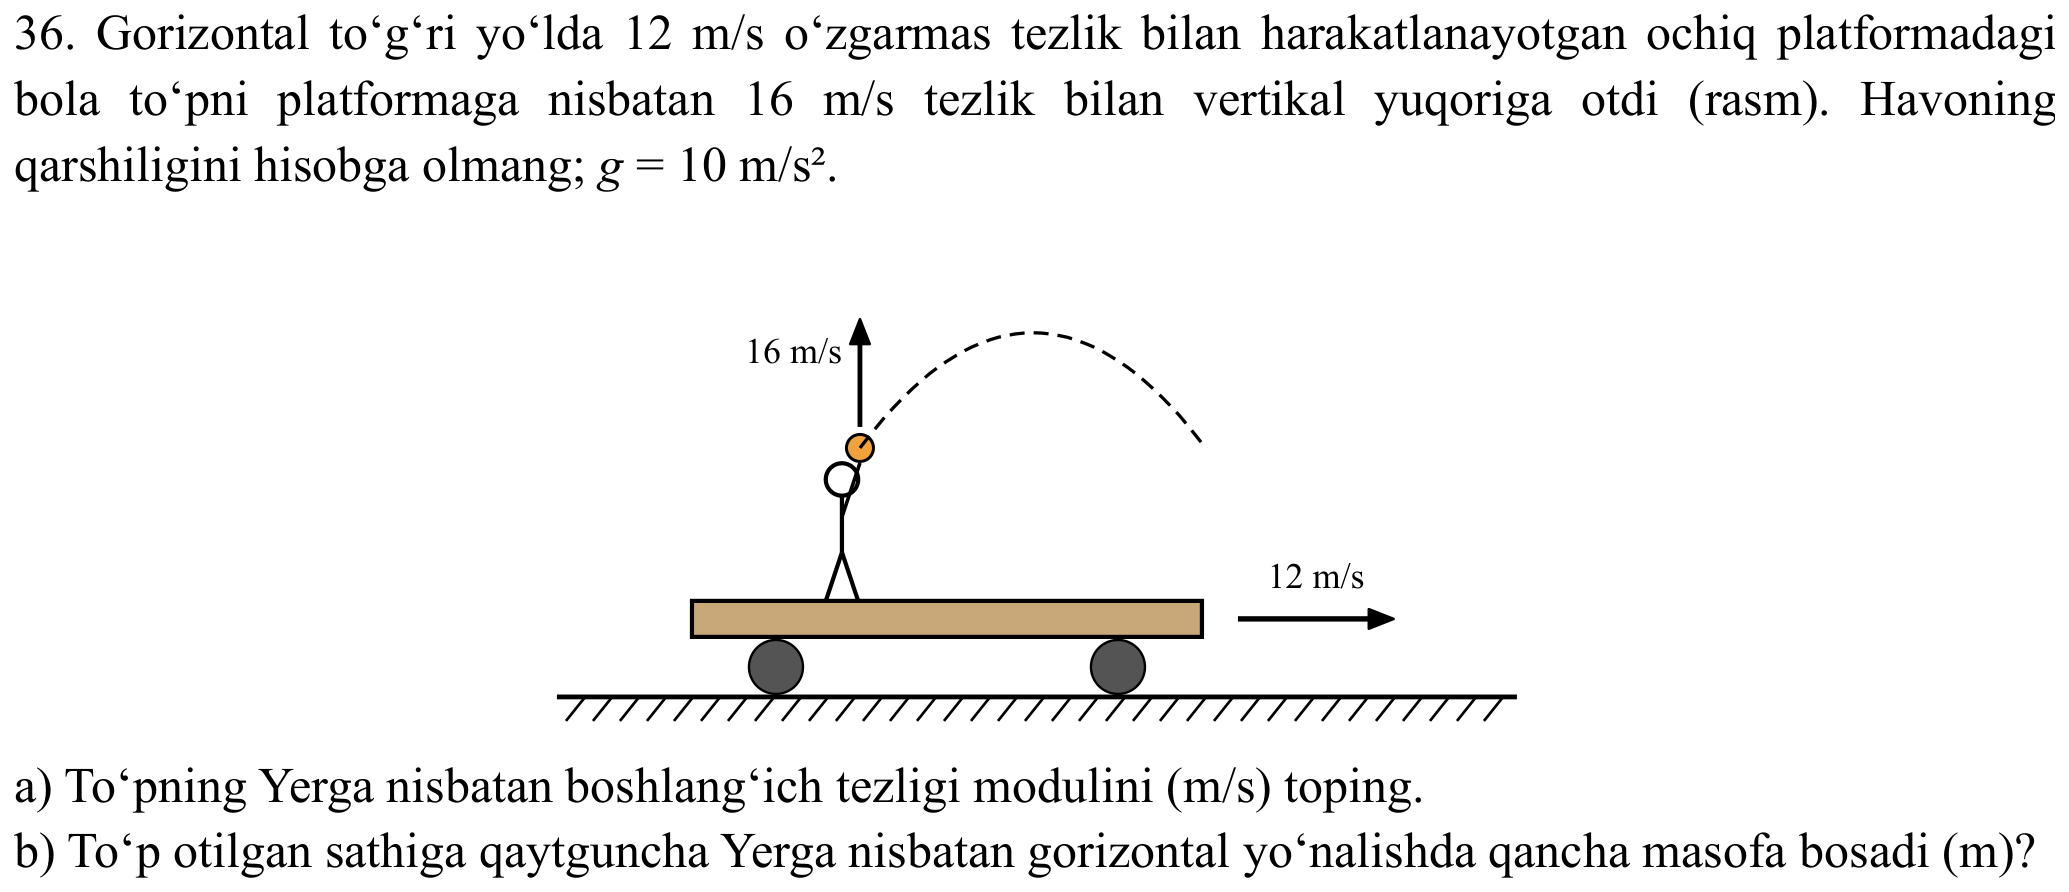 36. Gorizontal to‘g‘ri yo‘lda 12 m/s o‘zgarmas tezlik bilan harakatlanayotgan ochiq platformadagi
bola to‘pni platformaga nisbatan 16 m/s tezlik bilan vertikal yuqoriga otdi (rasm). Havoning
qarshiligini hisobga olmang; g = 10 m/s².
16 m/s
12 m/s
a) To‘pning Yerga nisbatan boshlang‘ich tezligi modulini (m/s) toping.
b) To‘p otilgan sathiga qaytguncha Yerga nisbatan gorizontal yo‘nalishda qancha masofa bosadi (m)?